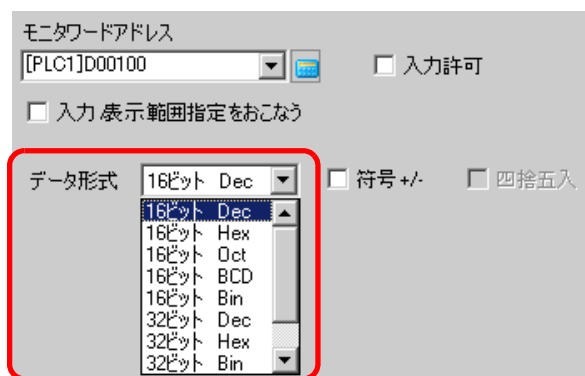 モニタワードアドレス
[PLC1]D00100
入力許可
入力/表示範囲指定をおこなう
データ形式 16ビット Dec 符号+/- 四捨五入
16ビット Dec
16ビット Hex
16ビット Oct
16ビット BCD
16ビット Bin
32ビット Dec
32ビット Hex
32ビット Bin